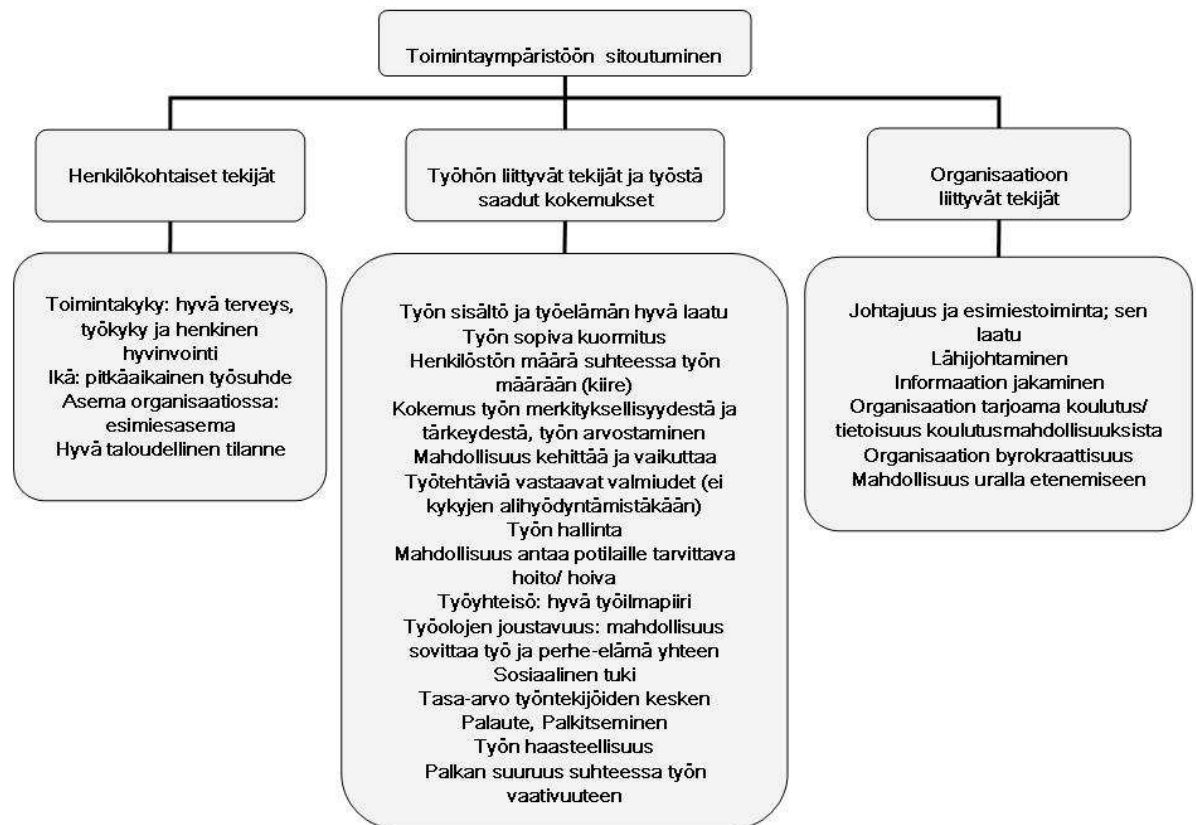 Toimintaympäristöön sitoutuminen
Henkilökohtaiset tekijät
Työhön liittyvät tekijät ja työstä
saadut kokemukset
Organisaatioon
liittyvät tekijät
Toimintakyky: hyvä terveys,
työkyky ja henkinen
hyvinvointi
Ikä: pitkäaikainen työsuhde
Asema organisaatiossa:
esimiesasema
Hyvä taloudellinen tilanne
Työn sisältö ja työelämän hyvä laatu
Työn sopiva kuormitus
Henkilöstön määrä suhteessa työn
määrään (kiire)
Kokemus työn merkityksellisyydestä ja
tärkeydestä, työn arvostaminen
Mahdollisuus kehittää ja vaikuttaa
Työtehtäviä vastaavat valmiudet (ei
kykyjen alihyödyntämistäkään)
Työn hallinta
Mahdollisuus antaa potilaille tarvittava
hoito/ hoiva
Työyhteisö: hyvä työilmapiiri
Työolojen joustavuus: mahdollisuus
sovittaa työ ja perhe-elämä yhteen
Sosiaalinen tuki
Tasa-arvo työntekijöiden kesken
Palaute, Palkitseminen
Työn haasteellisuus
Palkan suuruus suhteessa työn
vaativuuteen
Johtajuus ja esimiestoiminta; sen
laatu
Lähijohtaminen
Informaation jakaminen
Organisaation tarjoama koulutus/
tietoisuus koulutusmahdollisuuksista
Organisaation byrokraattisuus
Mahdollisuus uralla etenemiseen